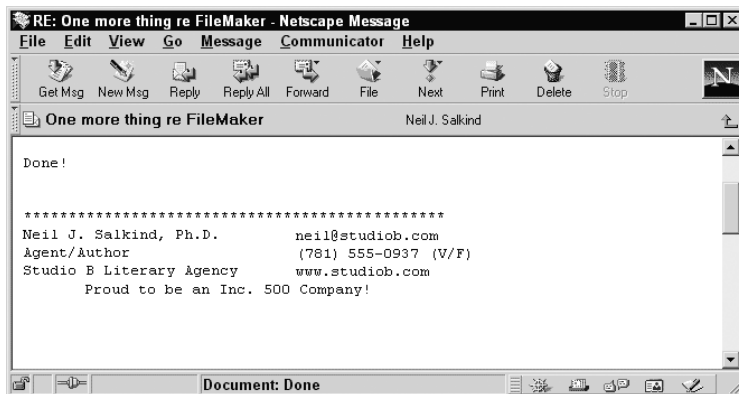 RE: One more thing re FileMaker - Netscape Message
File Edit View Go Message Communicator Help
Get Msg New Msg Reply Reply All Forward File Next Print Delete Stop
N
One more thing re FileMaker Neil J. Salkind
Done!
***********************************************
Neil J. Salkind, Ph.D. neil@studiob.com
Agent/Author (781) 555-0937 (V/F)
Studio B Literary Agency www.studiob.com
Proud to be an Inc. 500 Company!
Document: Done